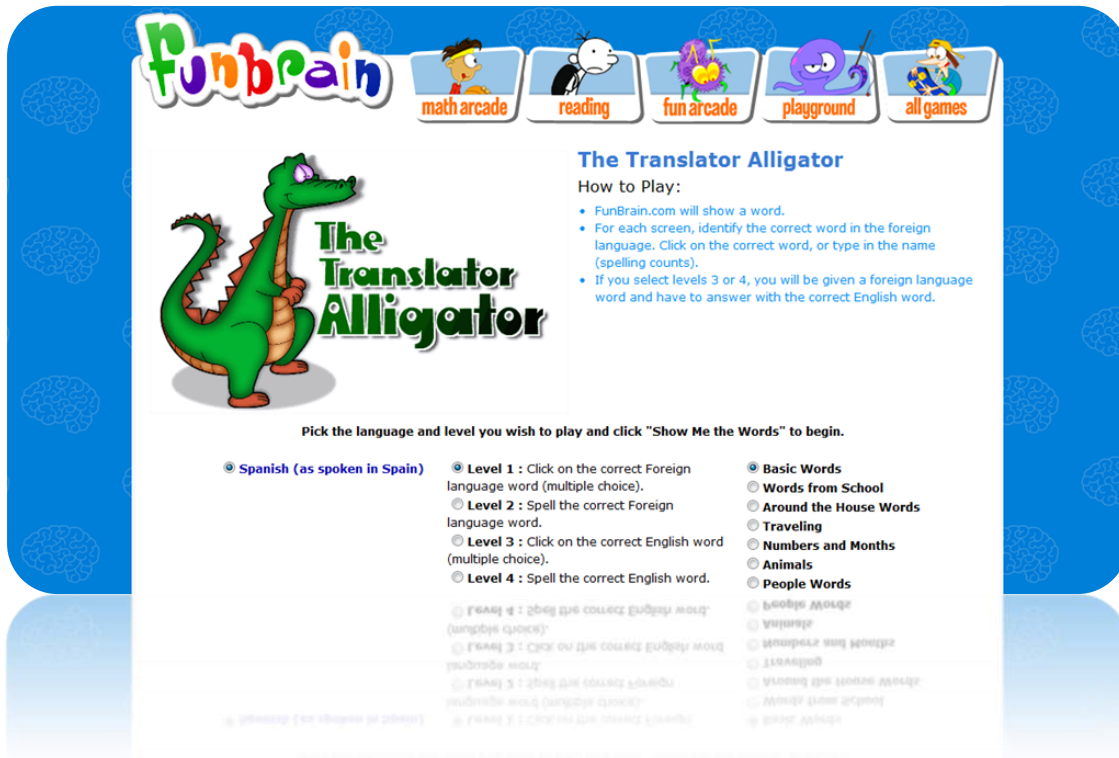 funbrain
math arcade
reading
fun arcade
playground
all games
The
Translator
Alligator
The Translator Alligator
How to Play:
• FunBrain.com will show a word.
• For each screen, identify the correct word in the foreign
language. Click on the correct word, or type in the name
(spelling counts).
• If you select levels 3 or 4, you will be given a foreign language
word and have to answer with the correct English word.
Pick the language and level you wish to play and click "Show Me the Words" to begin.
Spanish (as spoken in Spain)
Level 1 : Click on the correct Foreign
language word (multiple choice).
Level 2 : Spell the correct Foreign
language word.
Level 3 : Click on the correct English word
(multiple choice).
Level 4 : Spell the correct English word.
Basic Words
Words from School
Around the House Words
Traveling
Numbers and Months
Animals
People Words